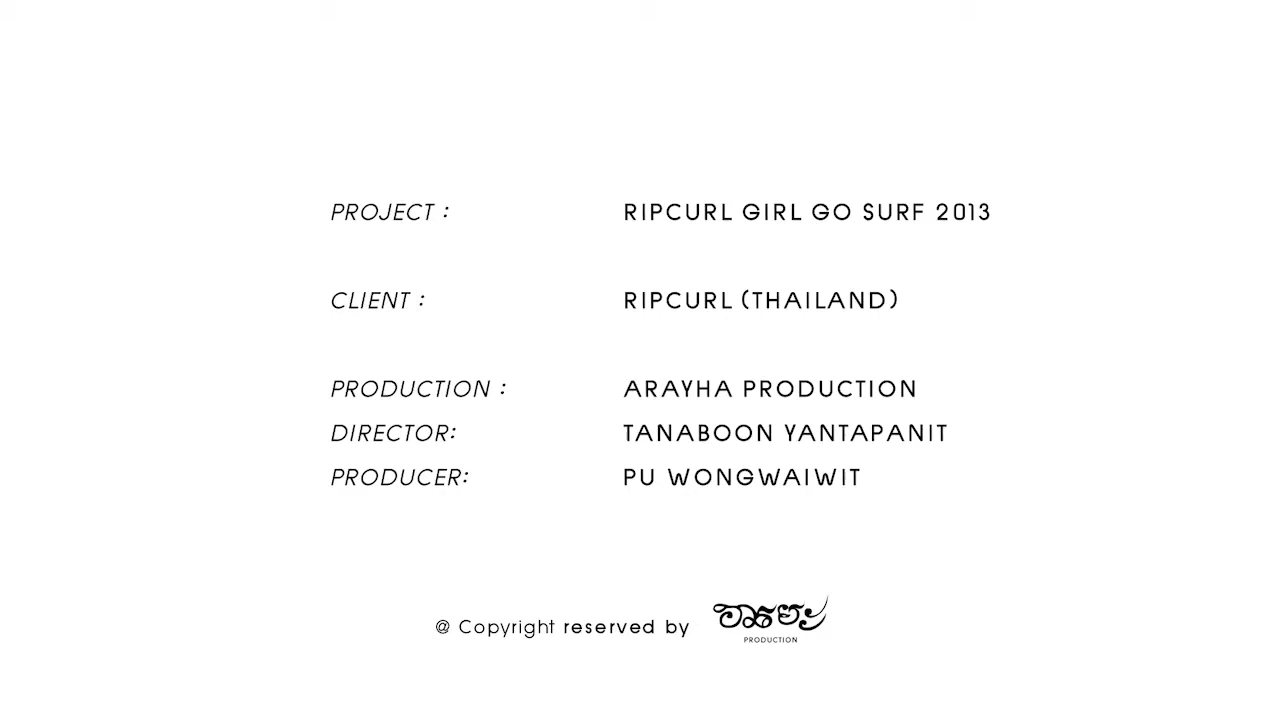 PROJECT : RIPCURL GIRL GO SURF 2013
CLIENT : RIPCURL (THAILAND)
PRODUCTION : ARAYHA PRODUCTION
DIRECTOR: TANABOON YANTAPANIT
PRODUCER: PU WONGWAIWIT
@ Copyright reserved by
PRODUCTION